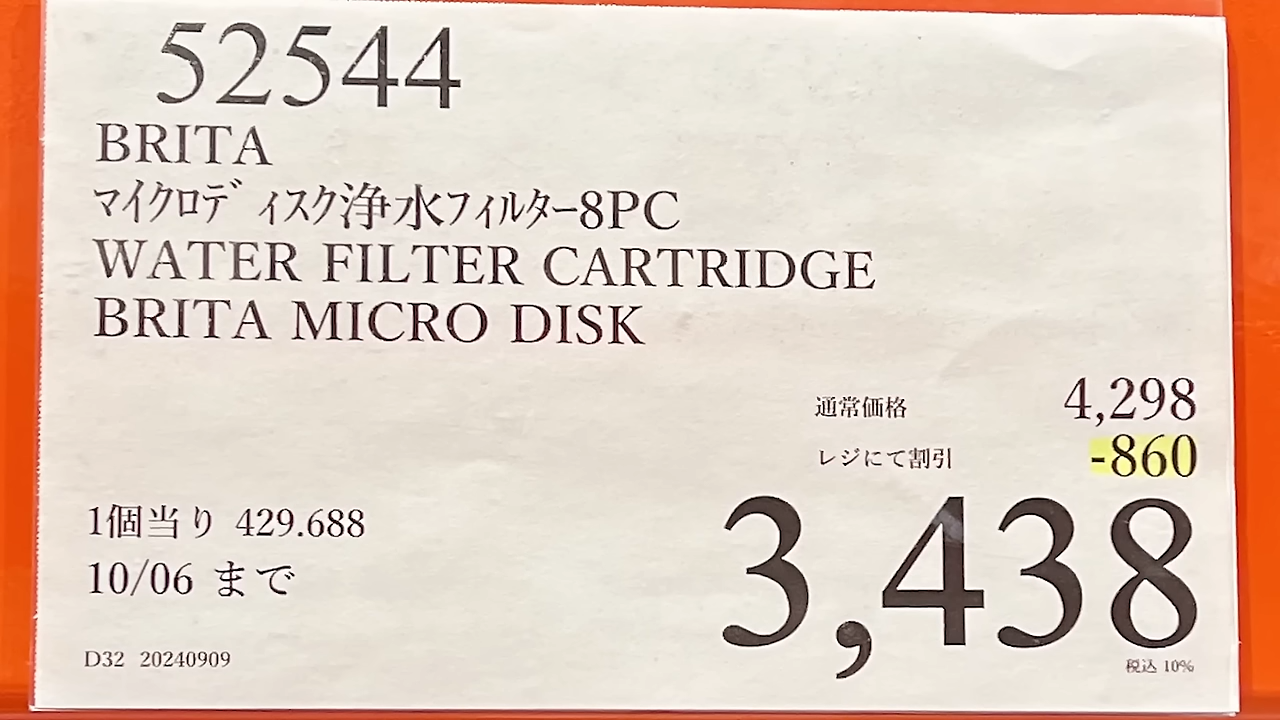 52544
BRITA
ﾏｲｸﾛﾃﾞｨｽｸ浄水ﾌｨﾙﾀｰ8PC
WATER FILTER CARTRIDGE
BRITA MICRO DISK
通常価格 4,298
レジにて割引 -860
3,438
1個当り 429.688
10/06 まで
D32 20240909
税込 10%